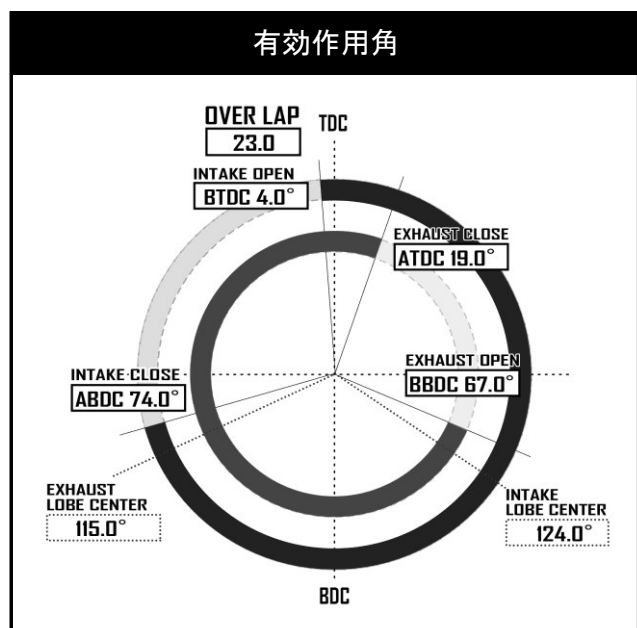 有効作用角
OVER LAP
23.0
TDC
INTAKE OPEN
BTDC 4.0°
EXHAUST CLOSE
ATDC 19.0°
INTAKE CLOSE
ABDC 74.0°
EXHAUST OPEN
BBDC 67.0°
EXHAUST
LOBE CENTER
115.0°
INTAKE
LOBE CENTER
124.0°
BDC